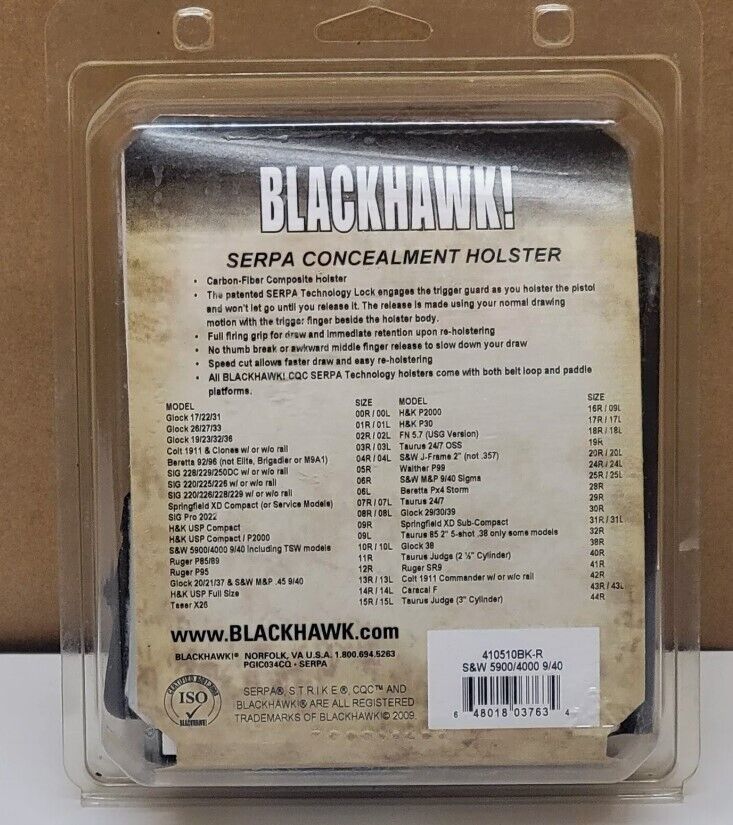 BLACKHAWK!
SERPA CONCEALMENT HOLSTER
• Carbon-Fiber Composite Holster
• The patented SERPA Technology Lock engages the trigger guard as you holster the pistol
and won't let go until you release it. The release is made using your normal drawing
motion with the trigger finger beside the holster body.
• Full firing grip for draw and immediate retention upon re-holstering
• No thumb break or awkward middle finger release to slow down your draw
• Speed cut allows faster draw and easy re-holstering
• All BLACKHAWK! CQC SERPA Technology holsters come with both belt loop and paddle
platforms.
MODEL SIZE
Glock 17/22/31 00R / 00L
Glock 26/27/33 01R / 01L
Glock 19/23/32/36 02R / 02L
Colt 1911 & Clones w/ or w/o rail 03R / 03L
Beretta 92/96 (not Elite, Brigadier or M9A1) 04R / 04L
SIG 228/229/250DC w/ or w/o rail 05R
SIG 220/225/226 w/ or w/o rail 06R
SIG 220/226/228/229 w/ or w/o rail 06L
Springfield XD Compact (or Service Models) 07R / 07L
SIG Pro 2022 08R / 08L
H&K USP Compact 09R
H&K USP Compact / P2000 09L
S&W 5900/4000 9/40 including TSW models 10R / 10L
Ruger P85/89 11R
Ruger P95 12R
Glock 20/21/37 & S&W M&P .45 9/40 13R / 13L
H&K USP Full Size 14R / 14L
Taser X26 15R / 15L
MODEL SIZE
H&K P2000 16R / 09L
H&K P30 17R / 17L
FN 5.7 (USG Version) 18R / 18L
Taurus 24/7 OSS 19R
S&W J-Frame 2" (not .357) 20R / 20L
Walther P99 24R / 24L
S&W M&P 9/40 Sigma 25R / 25L
Beretta Px4 Storm 28R
Taurus 24/7 29R
Glock 29/30/39 30R
Springfield XD Sub-Compact 31R / 31L
Taurus 85 2" 5-shot .38 only some models 32R
Glock 38 38R
Taurus Judge (2 ½" Cylinder) 40R
Ruger SR9 41R
Colt 1911 Commander w/ or w/o rail 42R
Caracal F 43R / 43L
Taurus Judge (3" Cylinder) 44R
www.BLACKHAWK.com
BLACKHAWK!® NORFOLK, VA U.S.A. 1.800.694.5263
PGIC034CQ - SERPA
ISO
BLACKHAWK!
SERPA® S.T.R.I.K.E.®, CQC™ AND
BLACKHAWK!® ARE ALL REGISTERED
TRADEMARKS OF BLACKHAWK!© 2009.
410510BK-R
S&W 5900/4000 9/40
6 48018 03763 4